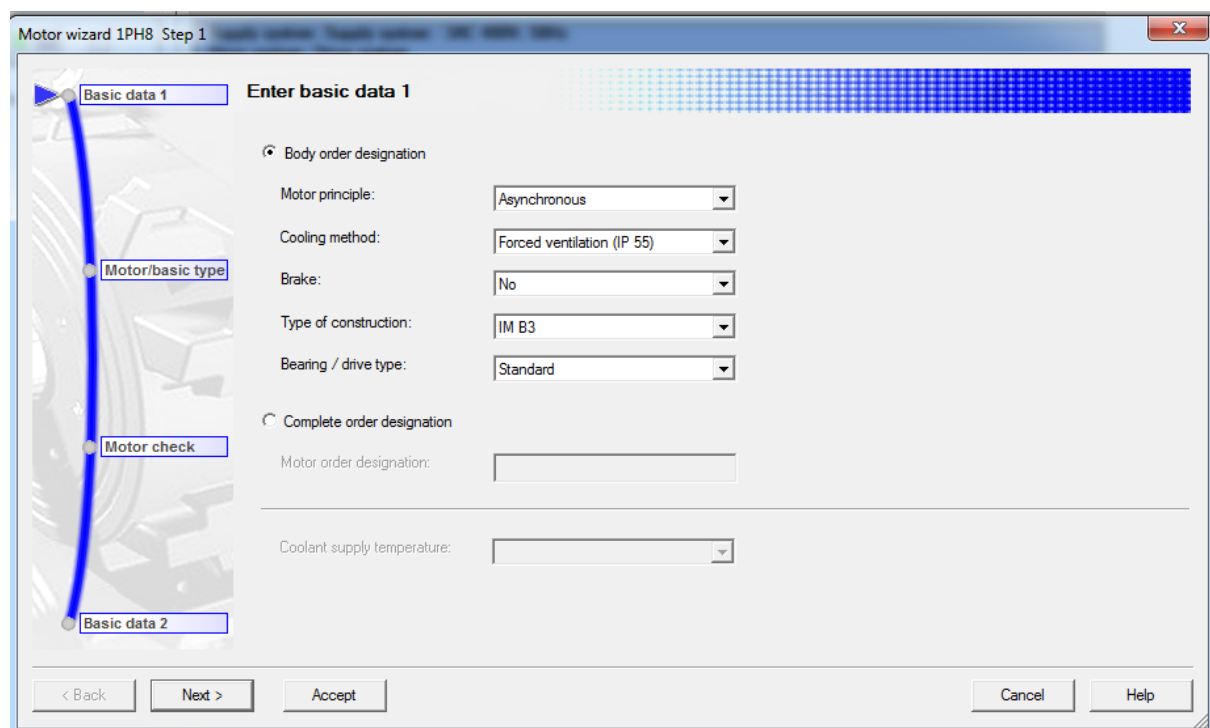 Motor wizard 1PH8 Step 1
Basic data 1
Motor/basic type
Motor check
Basic data 2
Enter basic data 1
Body order designation
Motor principle: Asynchronous
Cooling method: Forced ventilation (IP 55)
Brake: No
Type of construction: IM B3
Bearing / drive type: Standard
Complete order designation
Motor order designation:
Coolant supply temperature:
< Back Next > Accept Cancel Help